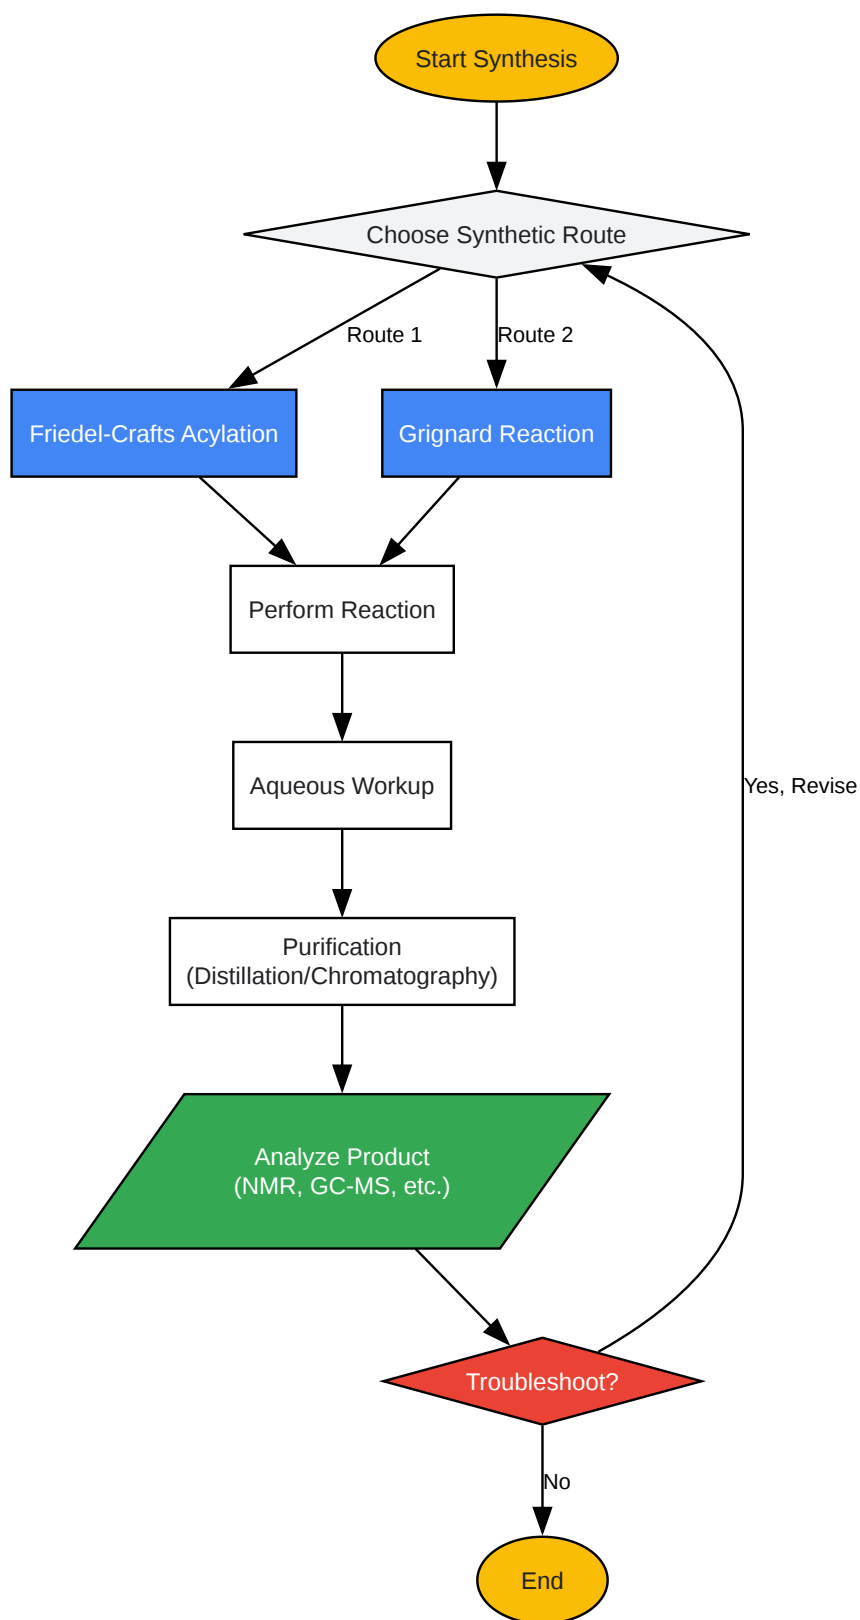 Start Synthesis
Choose Synthetic Route
Route 1
Route 2
Friedel-Crafts Acylation
Grignard Reaction
Perform Reaction
Aqueous Workup
Yes, Revise
Purification
(Distillation/Chromatography)
Analyze Product
(NMR, GC-MS, etc.)
Troubleshoot?
No
End